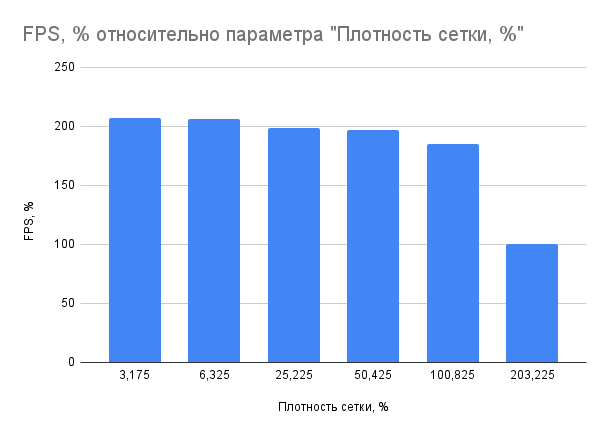 FPS, % относительно параметра "Плотность сетки, %"
250
200
150
100
50
0
FPS, %
3,175 6,325 25,225 50,425 100,825 203,225
Плотность сетки, %